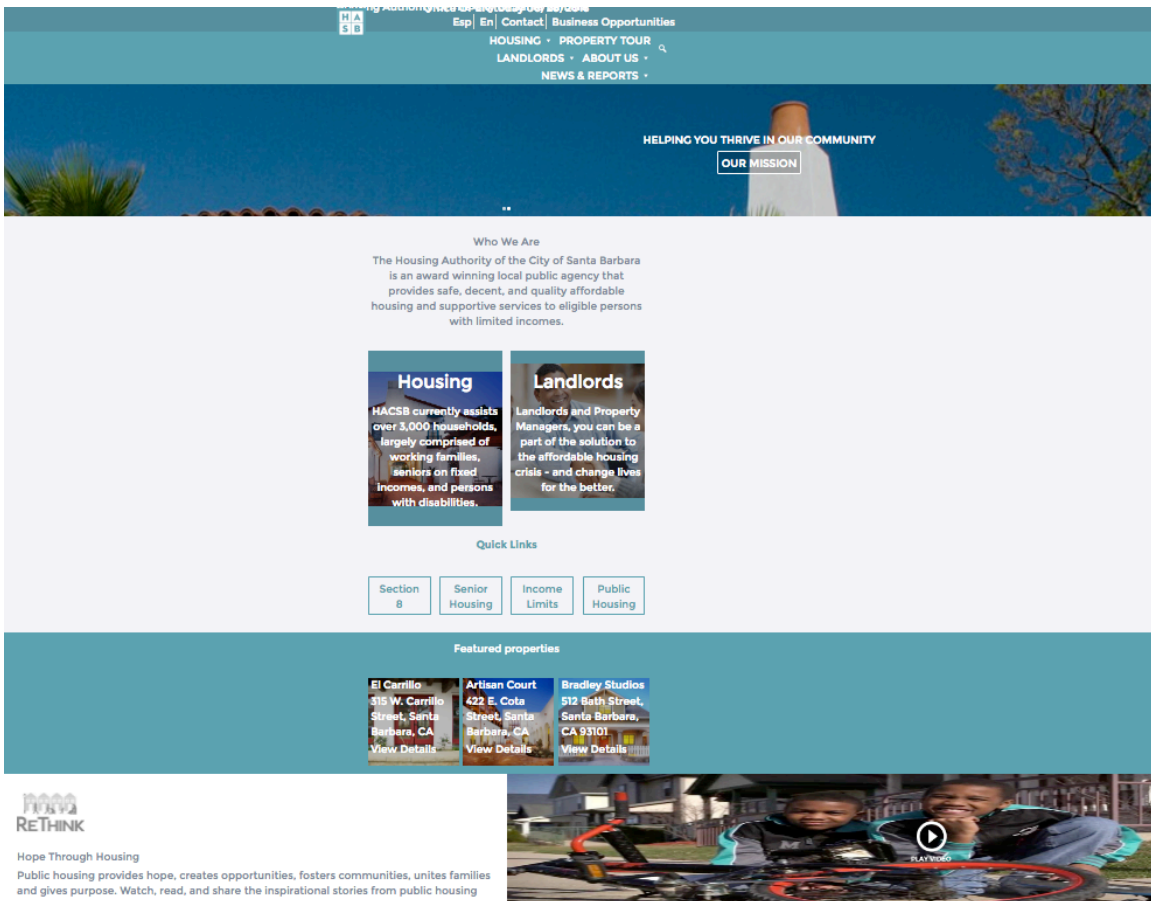 HA
SB
Esp| En| Contact| Business Opportunities
HOUSING PROPERTY TOUR
LANDLORDS ABOUT US
NEWS & REPORTS
HELPING YOU THRIVE IN OUR COMMUNITY
OUR MISSION
Who We Are
The Housing Authority of the City of Santa Barbara
is an award winning local public agency that
provides safe, decent, and quality affordable
housing and supportive services to eligible persons
with limited incomes.
Housing
HACSB currently assists
over 3,000 households,
largely comprised of
working families,
seniors on fixed
incomes, and persons
with disabilities.
Landlords
Landlords and Property
Managers, you can be a
part of the solution to
the affordable housing
crisis - and change lives
for the better.
Quick Links
Section
8
Senior
Housing
Income
Limits
Public
Housing
Featured properties
El Carrillo
315 W. Carrillo
Street, Santa
Barbara, CA
View Details
Artisan Court
422 E. Cota
Street, Santa
Barbara, CA
View Details
Bradley Studios
512 Bath Street,
Santa Barbara,
CA 93101
View Details
RETHINK
Hope Through Housing
Public housing provides hope, creates opportunities, fosters communities, unites families
and gives purpose. Watch, read, and share the inspirational stories from public housing
PLAY VIDEO